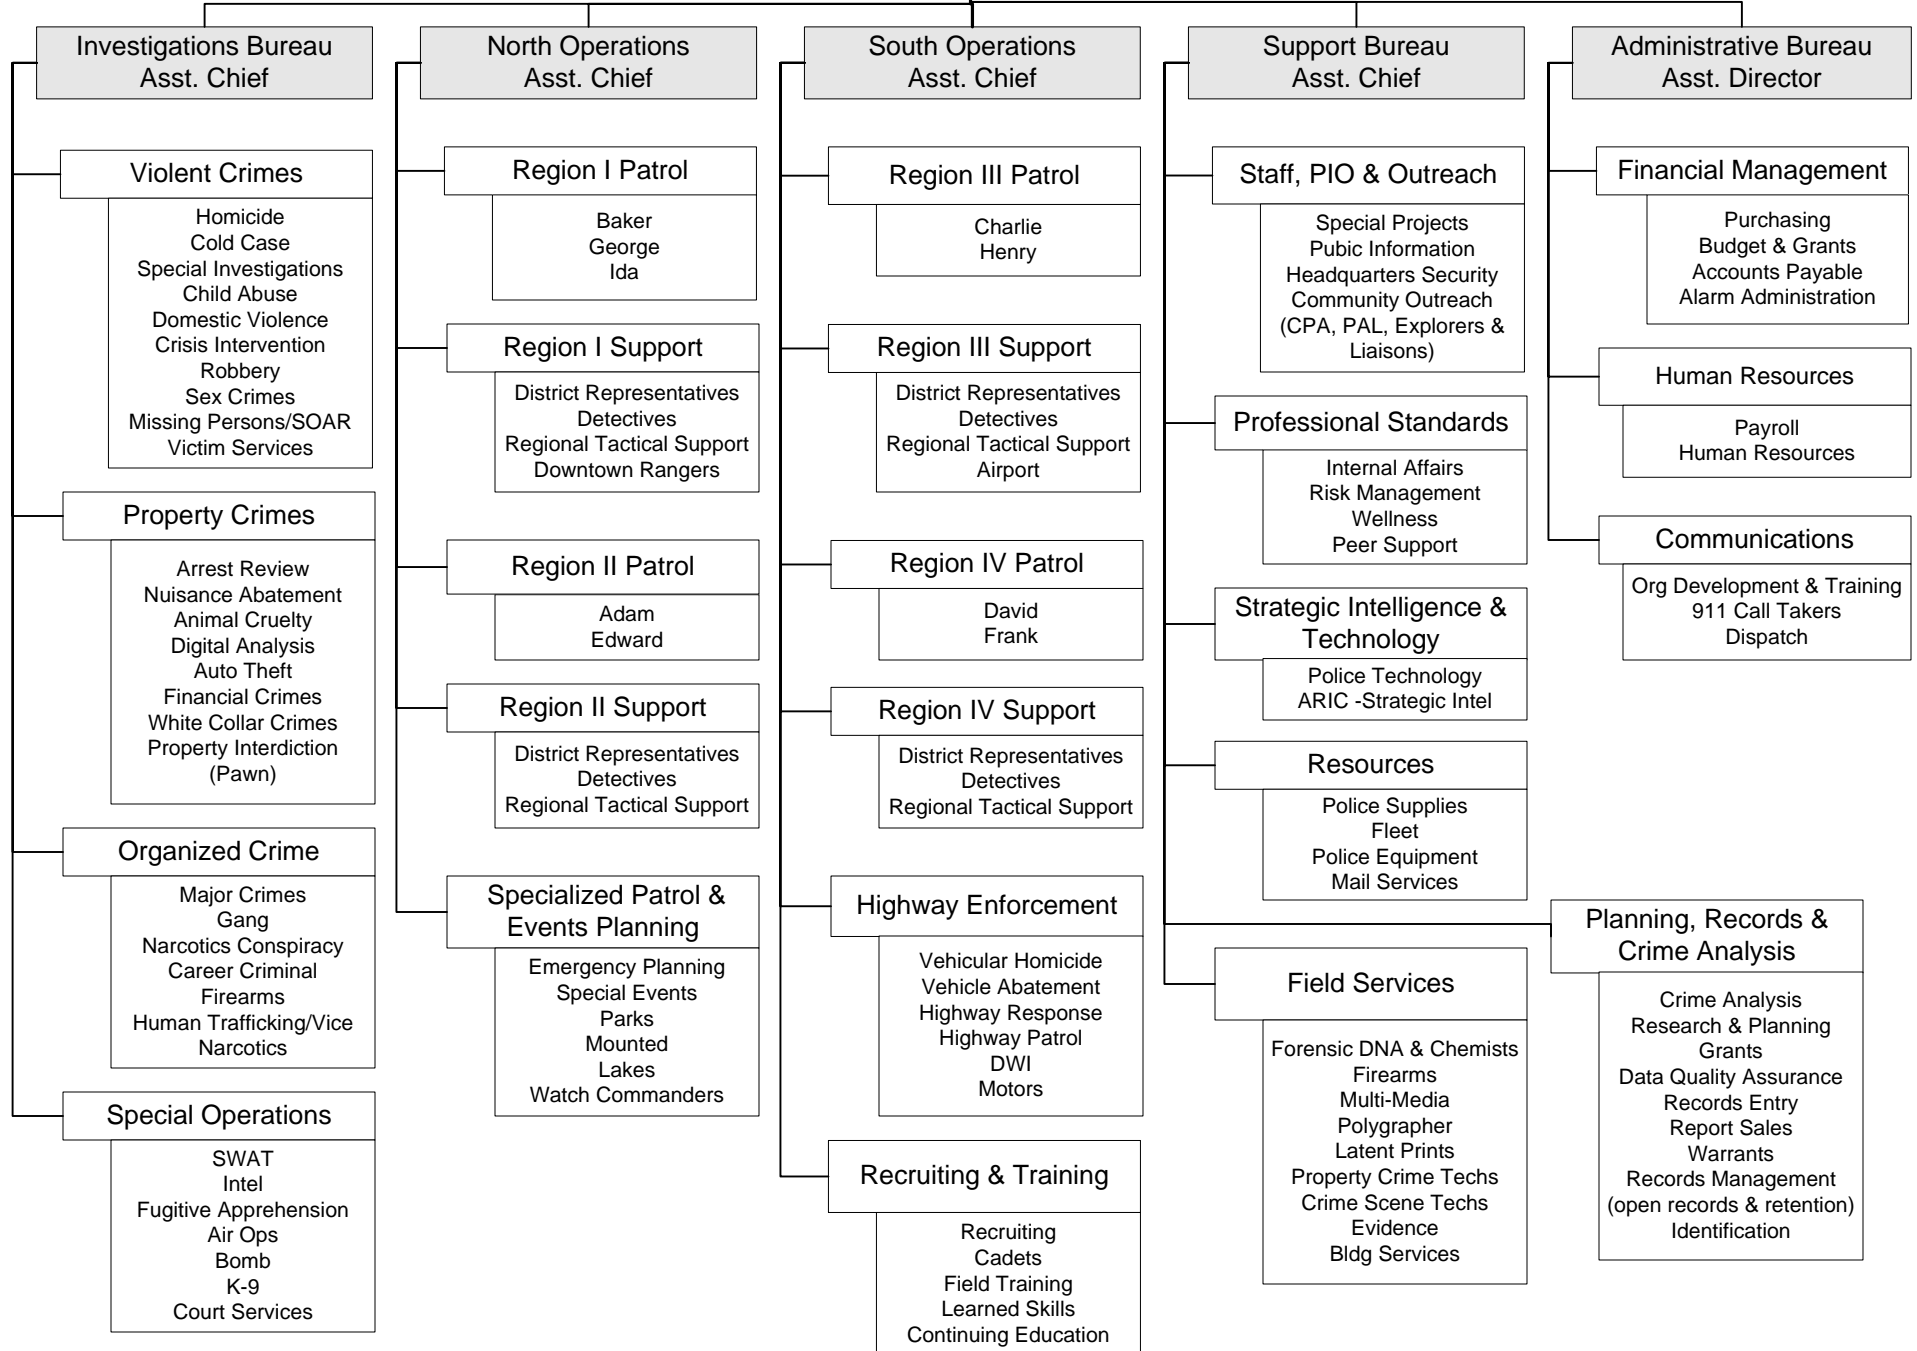 Investigations Bureau
Asst. Chief
Violent Crimes
Homicide
Cold Case
Special Investigations
Child Abuse
Domestic Violence
Crisis Intervention
Robbery
Sex Crimes
Missing Persons/SOAR
Victim Services
Property Crimes
Arrest Review
Nuisance Abatement
Animal Cruelty
Digital Analysis
Auto Theft
Financial Crimes
White Collar Crimes
Property Interdiction
(Pawn)
Organized Crime
Major Crimes
Gang
Narcotics Conspiracy
Career Criminal
Firearms
Human Trafficking/Vice
Narcotics
Special Operations
SWAT
Intel
Fugitive Apprehension
Air Ops
Bomb
K-9
Court Services
North Operations
Asst. Chief
Region I Patrol
Baker
George
Ida
Region I Support
District Representatives
Detectives
Regional Tactical Support
Downtown Rangers
Region II Patrol
Adam
Edward
Region II Support
District Representatives
Detectives
Regional Tactical Support
Specialized Patrol &
Events Planning
Emergency Planning
Special Events
Parks
Mounted
Lakes
Watch Commanders
South Operations
Asst. Chief
Region III Patrol
Charlie
Henry
Region III Support
District Representatives
Detectives
Regional Tactical Support
Airport
Region IV Patrol
David
Frank
Region IV Support
District Representatives
Detectives
Regional Tactical Support
Highway Enforcement
Vehicular Homicide
Vehicle Abatement
Highway Response
Highway Patrol
DWI
Motors
Recruiting & Training
Recruiting
Cadets
Field Training
Learned Skills
Continuing Education
Support Bureau
Asst. Chief
Staff, PIO & Outreach
Special Projects
Pubic Information
Headquarters Security
Community Outreach
(CPA, PAL, Explorers &
Liaisons)
Professional Standards
Internal Affairs
Risk Management
Wellness
Peer Support
Strategic Intelligence &
Technology
Police Technology
ARIC -Strategic Intel
Resources
Police Supplies
Fleet
Police Equipment
Mail Services
Field Services
Forensic DNA & Chemists
Firearms
Multi-Media
Polygrapher
Latent Prints
Property Crime Techs
Crime Scene Techs
Evidence
Bldg Services
Planning, Records &
Crime Analysis
Crime Analysis
Research & Planning
Grants
Data Quality Assurance
Records Entry
Report Sales
Warrants
Records Management
(open records & retention)
Identification
Administrative Bureau
Asst. Director
Financial Management
Purchasing
Budget & Grants
Accounts Payable
Alarm Administration
Human Resources
Payroll
Human Resources
Communications
Org Development & Training
911 Call Takers
Dispatch